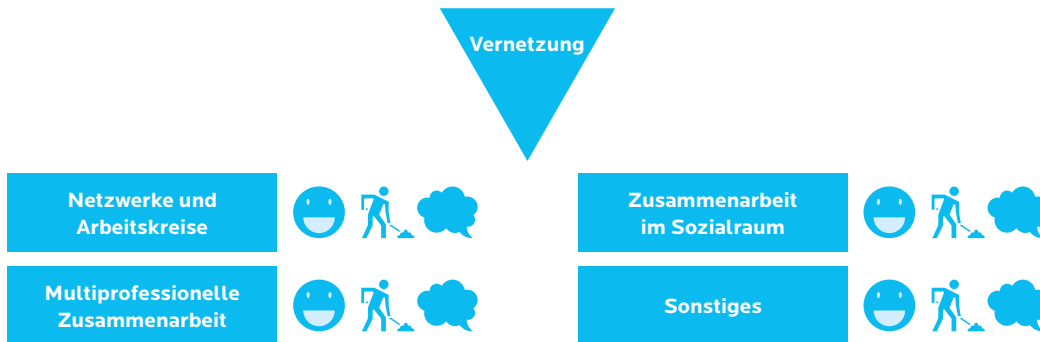 Vernetzung
Netzwerke und
Arbeitskreise
Zusammenarbeit
im Sozialraum
Multiprofessionelle
Zusammenarbeit
Sonstiges